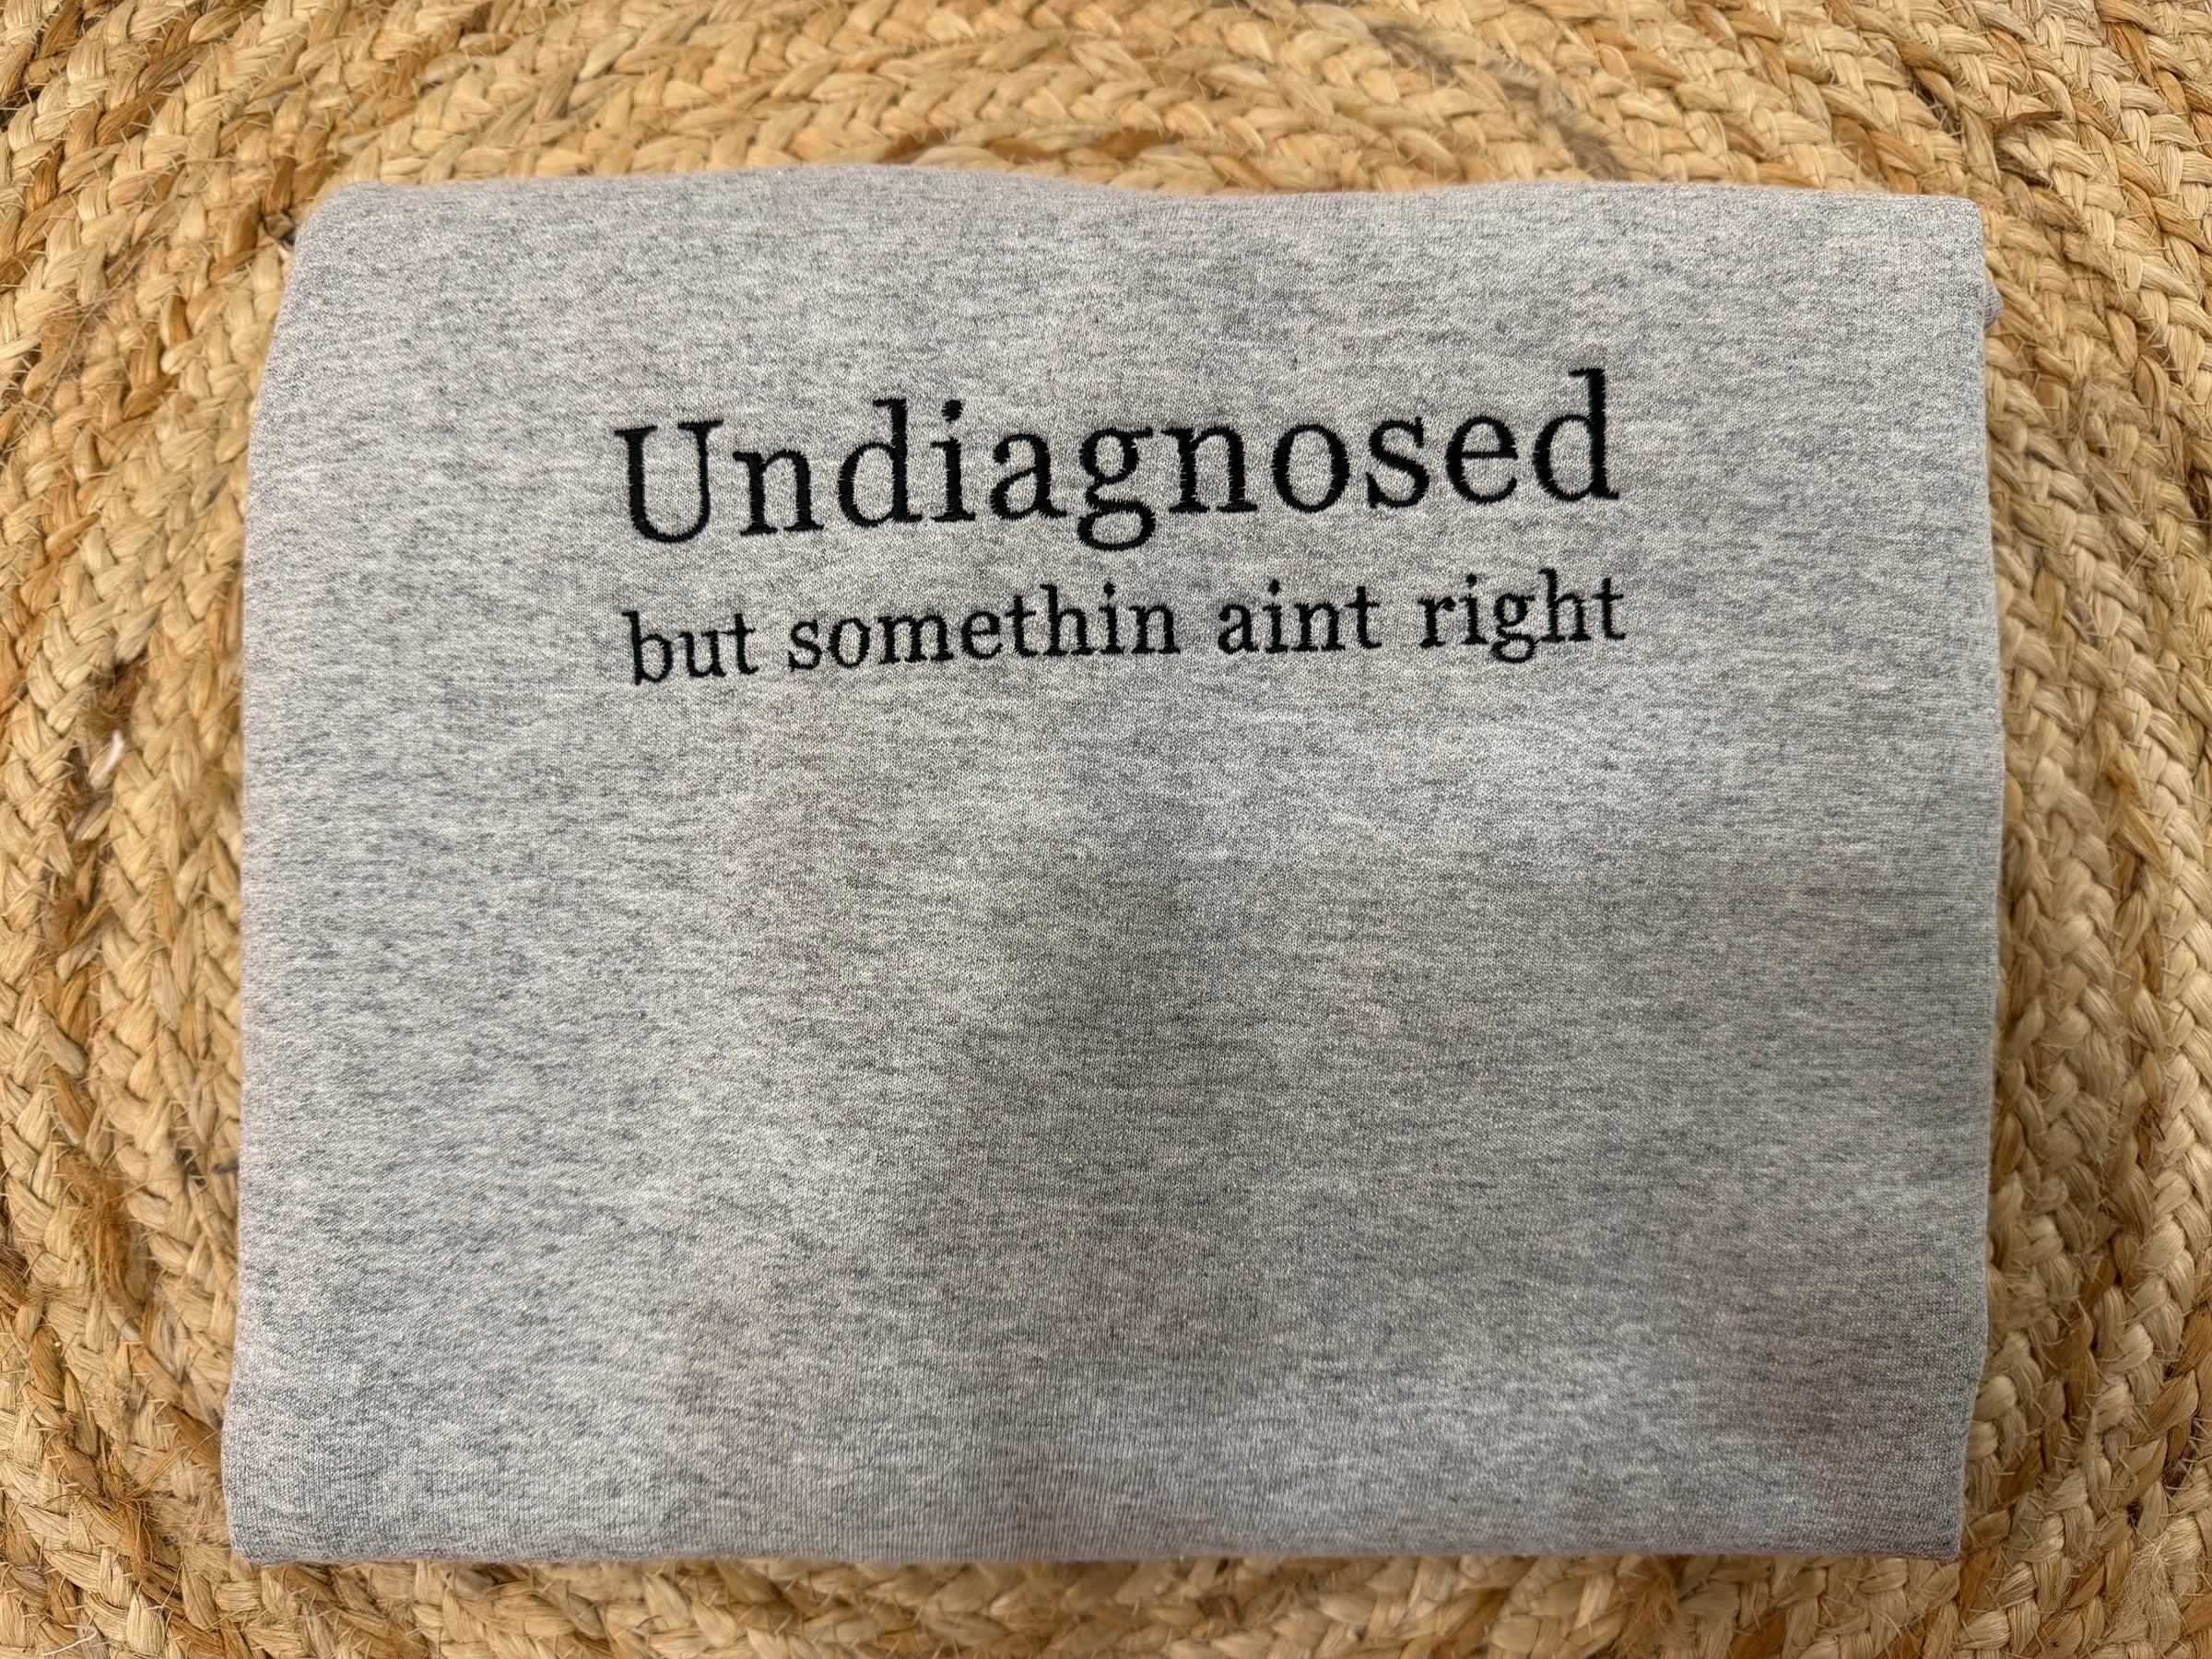 Undiagnosed
but somethin aint right